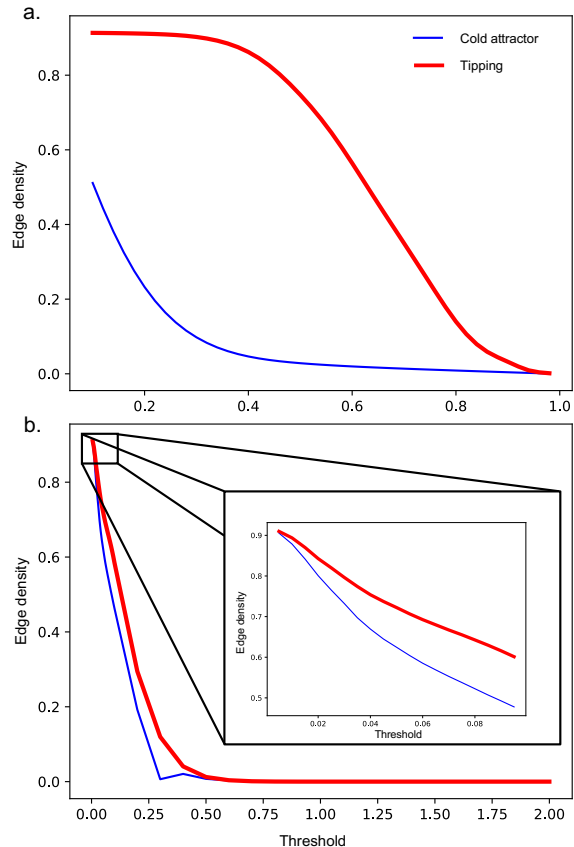 a.
Cold attractor
Tipping
Edge density
0.8
0.6
0.4
0.2
0.0
0.2 0.4 0.6 0.8 1.0
b.
Edge density
0.8
0.6
0.4
0.2
0.0
Edge density
0.9
0.8
0.7
0.6
0.5
0.02 0.04 0.06 0.08
Threshold
0.00 0.25 0.50 0.75 1.00 1.25 1.50 1.75 2.00
Threshold